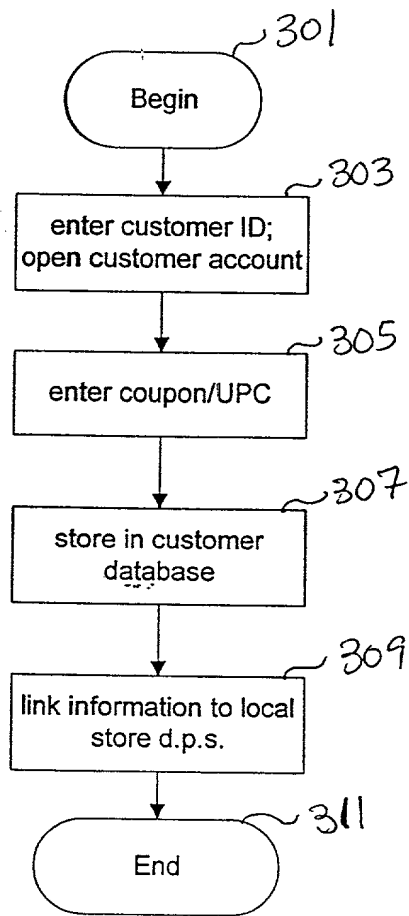 301
Begin
303
enter customer ID;
open customer account
305
enter coupon/UPC
307
store in customer
database
309
link information to local
store d.p.s.
311
End